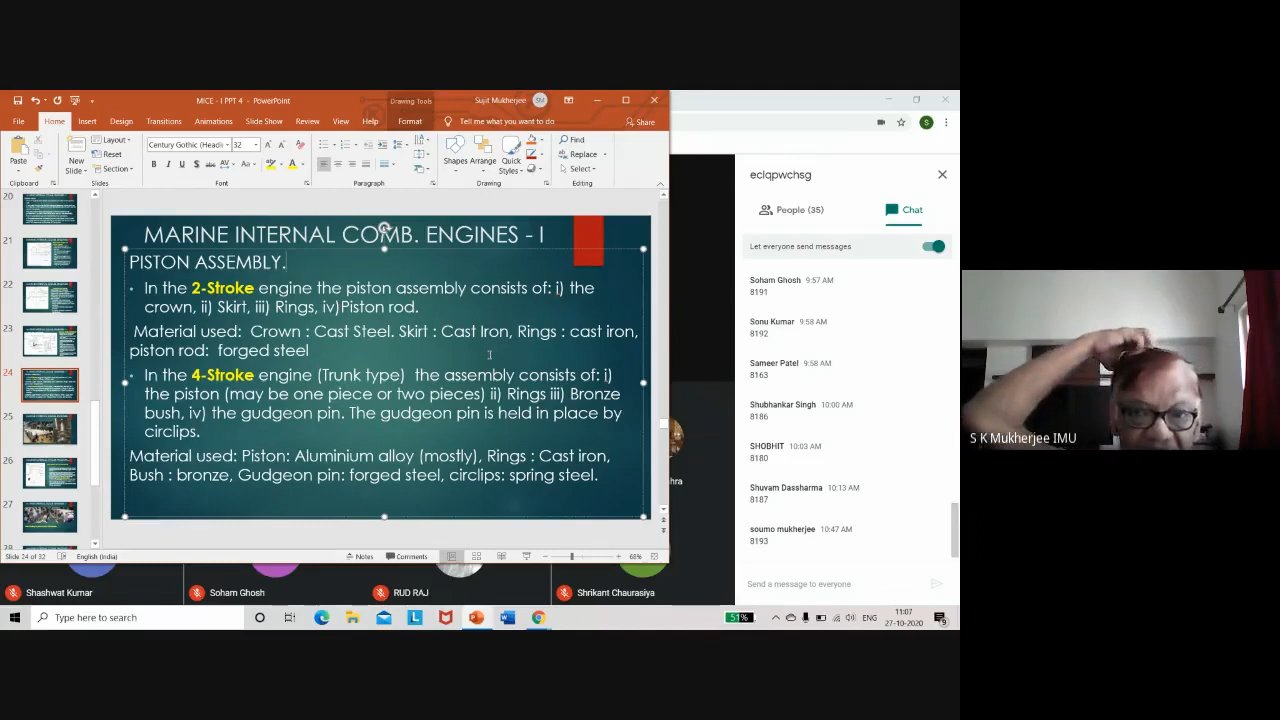 MICE - I PPT 4 - PowerPoint
Drawing Tools
Sujit Mukherjee
SM
File
Home
Insert
Design
Transitions
Animations
Slide Show
Review
View
Help
Format
Tell me what you want to do
Share
Paste
Clipboard
New
Slide
Layout
Reset
Section
Slides
Century Gothic (Headi
32
Font
Paragraph
Shapes
Arrange
Quick
Styles
Drawing
Find
Replace
Select
Editing
20
21
22
23
24
25
26
27
28
MARINE INTERNAL COMB. ENGINES - I
PISTON ASSEMBLY.
• In the 2-Stroke engine the piston assembly consists of: i) the
crown, ii) Skirt, iii) Rings, iv)Piston rod.
Material used: Crown : Cast Steel. Skirt : Cast Iron, Rings : cast iron,
piston rod: forged steel
• In the 4-Stroke engine (Trunk type) the assembly consists of: i)
the piston (may be one piece or two pieces) ii) Rings iii) Bronze
bush, iv) the gudgeon pin. The gudgeon pin is held in place by
circlips.
Material used: Piston: Aluminium alloy (mostly), Rings : Cast iron,
Bush : bronze, Gudgeon pin: forged steel, circlips: spring steel.
Slide 24 of 32
English (India)
Notes
Comments
68%
eclqpwchsg
People (35)
Chat
Let everyone send messages
Soham Ghosh 9:57 AM
8191
Sonu Kumar 9:58 AM
8192
Sameer Patel 9:58 AM
8163
Shubhankar Singh 10:00 AM
8186
SHOBHIT 10:03 AM
8180
Shuvam Dassharma 10:13 AM
8187
soumo mukherjee 10:47 AM
8193
Send a message to everyone
Shashwat Kumar
Soham Ghosh
RUD RAJ
Shrikant Chaurasiya
Type here to search
51%
ENG
11:07
27-10-2020
S K Mukherjee IMU